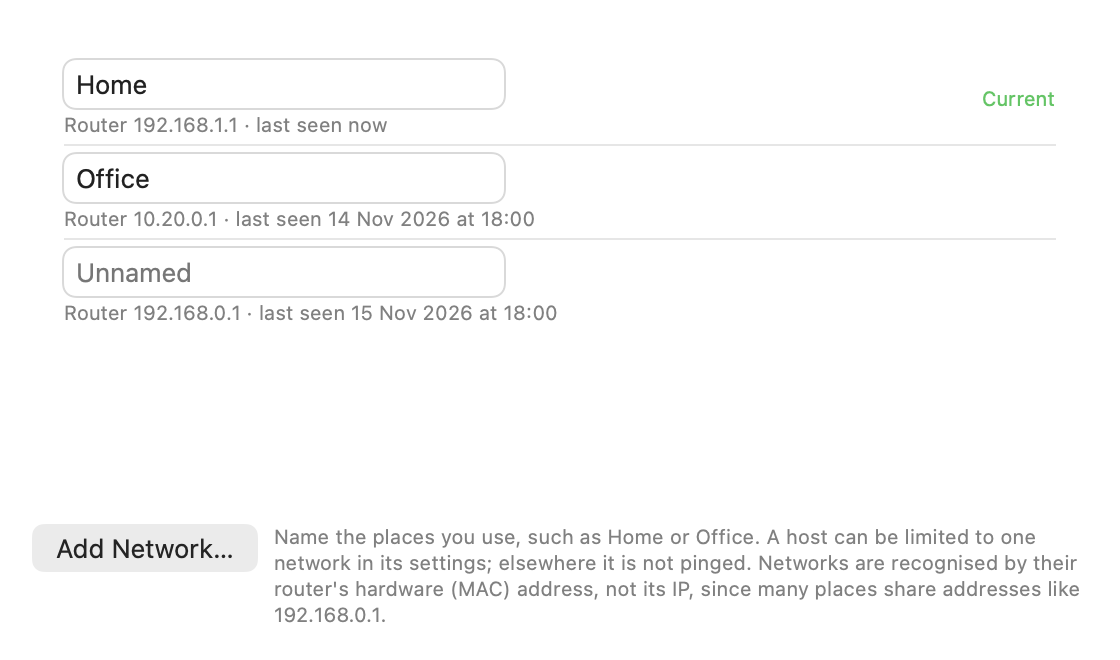 Home
Current
Router 192.168.1.1 · last seen now
Office
Router 10.20.0.1 · last seen 14 Nov 2026 at 18:00
Unnamed
Router 192.168.0.1 · last seen 15 Nov 2026 at 18:00
Add Network...
Name the places you use, such as Home or Office. A host can be limited to one
network in its settings; elsewhere it is not pinged. Networks are recognised by their
router's hardware (MAC) address, not its IP, since many places share addresses like
192.168.0.1.